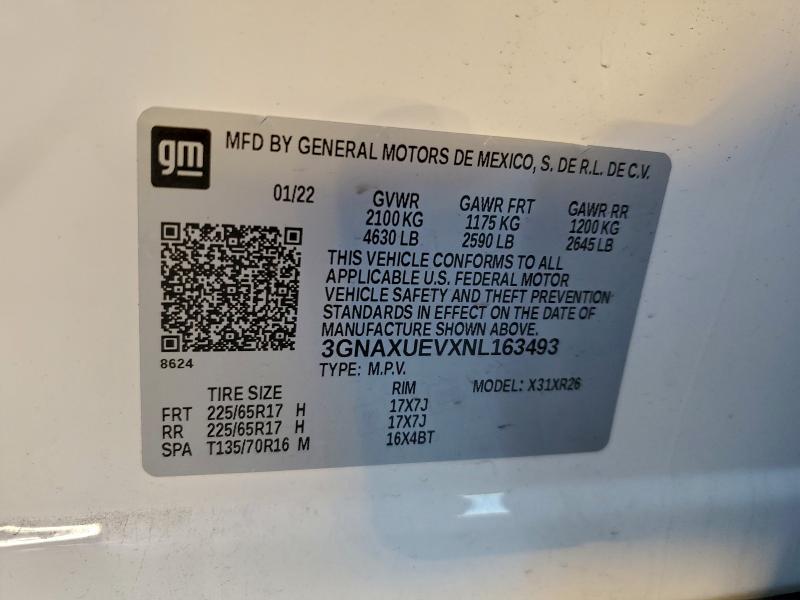 gm MFD BY GENERAL MOTORS DE MEXICO, S. DE R.L. DE C.V.
01/22 GVWR GAWR FRT GAWR RR
2100 KG 1175 KG 1200 KG
4630 LB 2590 LB 2645 LB
THIS VEHICLE CONFORMS TO ALL
APPLICABLE U.S. FEDERAL MOTOR
VEHICLE SAFETY AND THEFT PREVENTION
STANDARDS IN EFFECT ON THE DATE OF
MANUFACTURE SHOWN ABOVE.
3GNAXUEVXNL163493
8624 TYPE: M.P.V. MODEL: X31XR26
TIRE SIZE RIM
FRT 225/65R17 H 17X7J
RR 225/65R17 H 17X7J
SPA T135/70R16 M 16X4BT